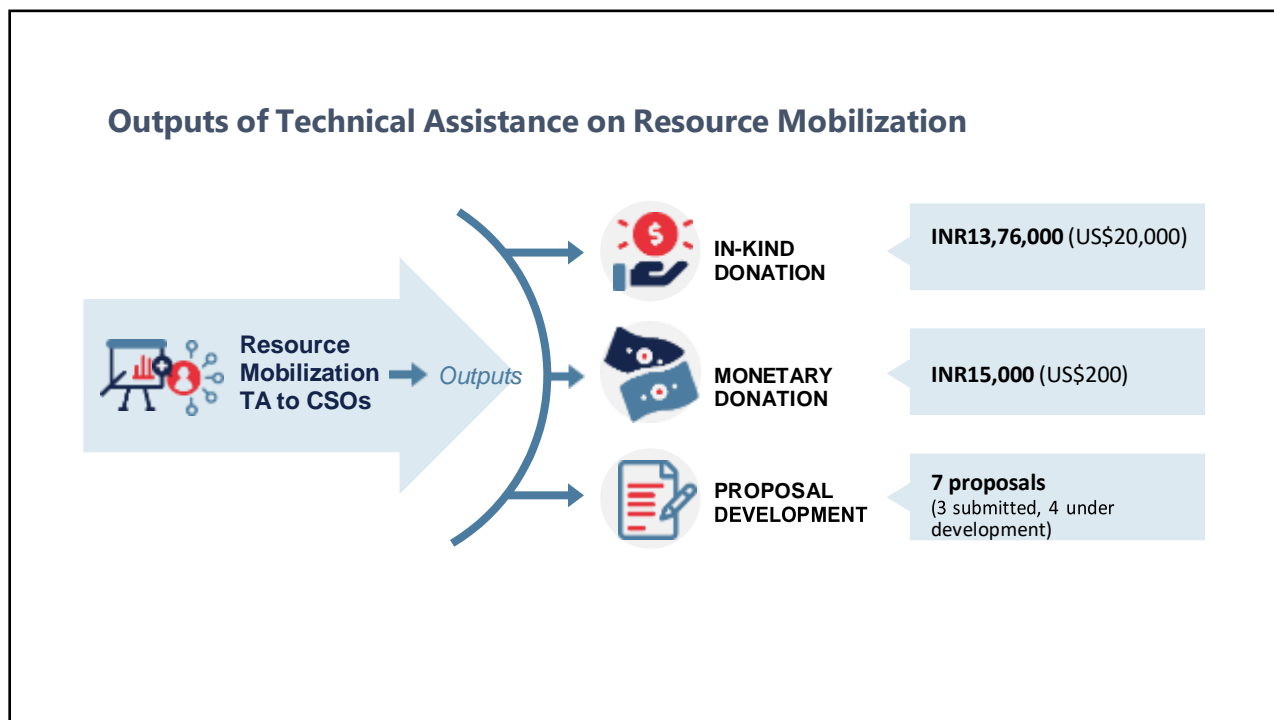 Outputs of Technical Assistance on Resource Mobilization
Resource
Mobilization
TA to CSOs
Outputs
IN-KIND
DONATION
INR13,76,000 (US$20,000)
MONETARY
DONATION
INR15,000 (US$200)
PROPOSAL
DEVELOPMENT
7 proposals
(3 submitted, 4 under
development)